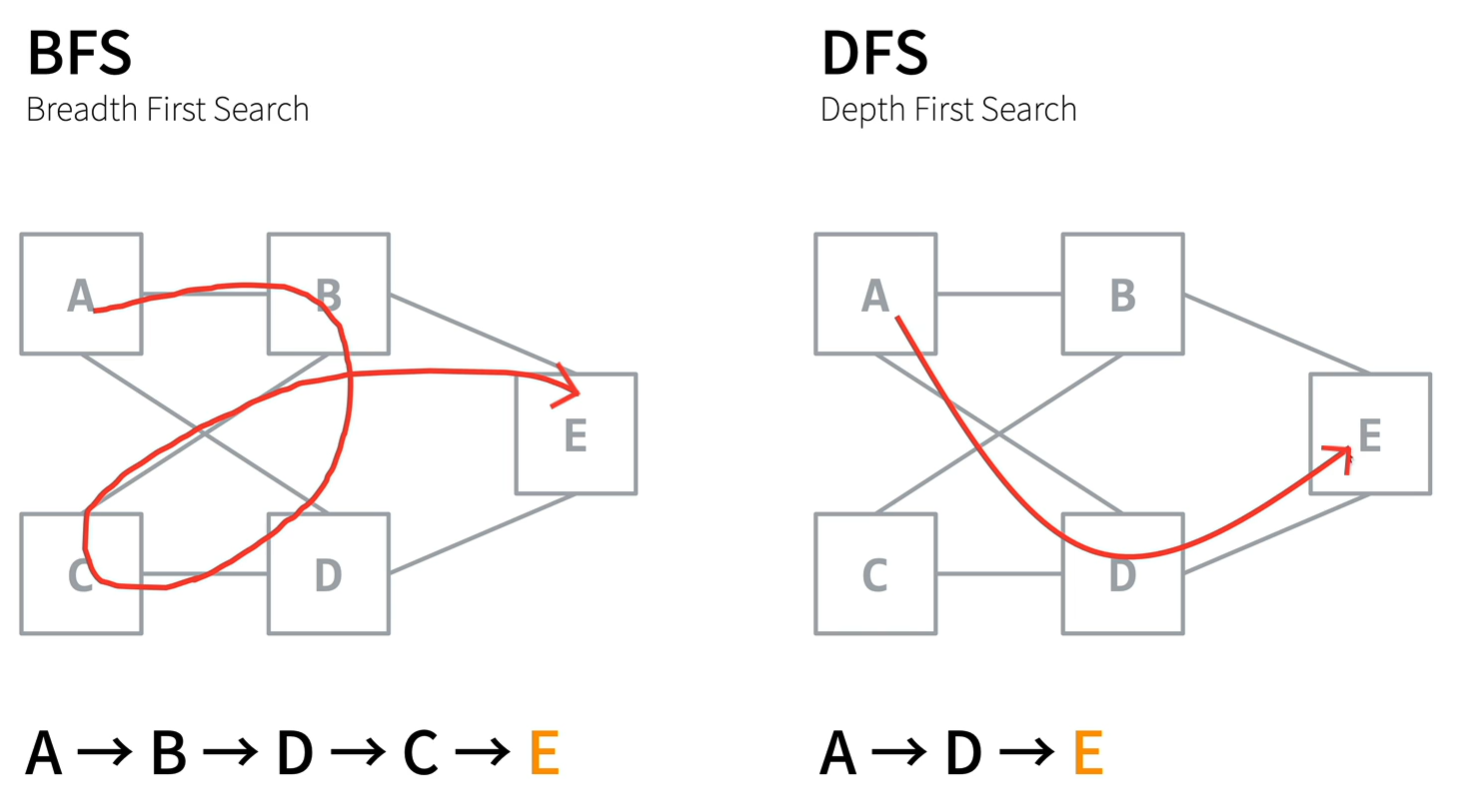 BFS
Breadth First Search
A
B
E
C
D
A → B → D → C → E
DFS
Depth First Search
A
B
E
C
D
A → D → E